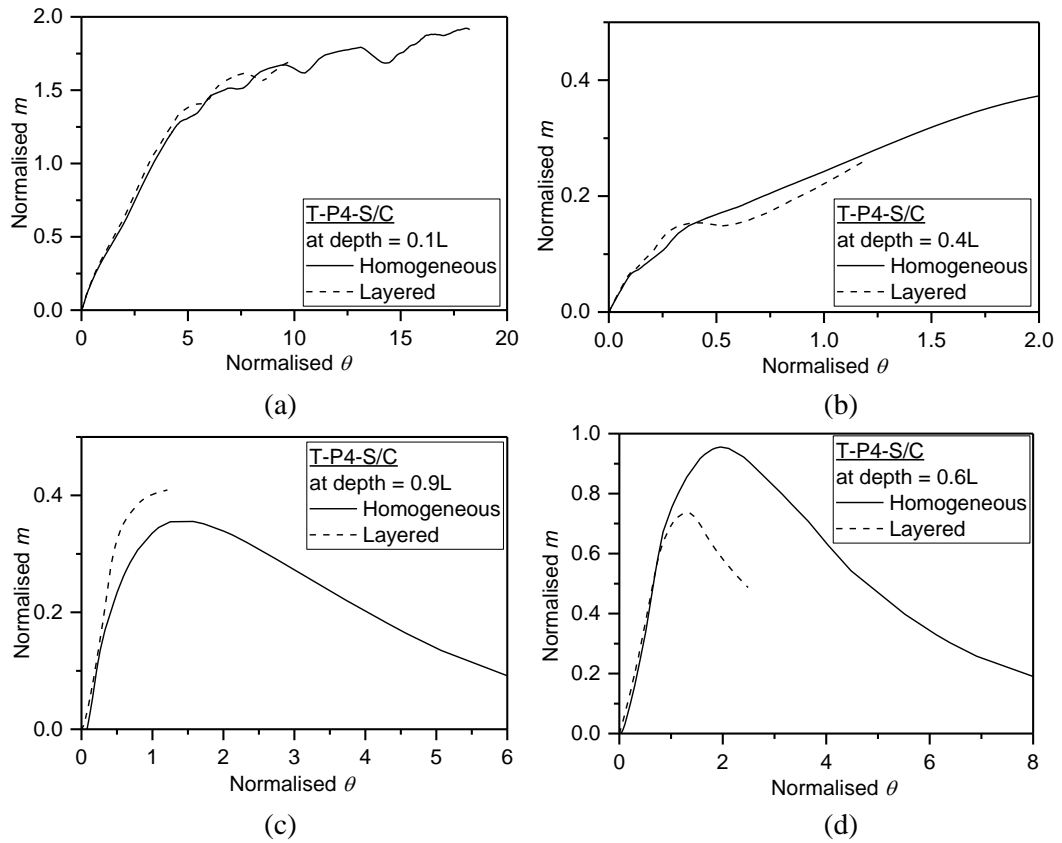 2.0
1.5
1.0
0.5
0.0
Normalised m
T-P4-S/C
at depth = 0.1L
Homogeneous
Layered
0 5 10 15 20
Normalised θ
(a)
0.4
0.2
0.0
Normalised m
T-P4-S/C
at depth = 0.4L
Homogeneous
Layered
0.0 0.5 1.0 1.5 2.0
Normalised θ
(b)
0.4
0.2
0.0
Normalised m
T-P4-S/C
at depth = 0.9L
Homogeneous
Layered
0 1 2 3 4 5 6
Normalised θ
(c)
1.0
0.8
0.6
0.4
0.2
0.0
Normalised m
T-P4-S/C
at depth = 0.6L
Homogeneous
Layered
0 2 4 6 8
Normalised θ
(d)